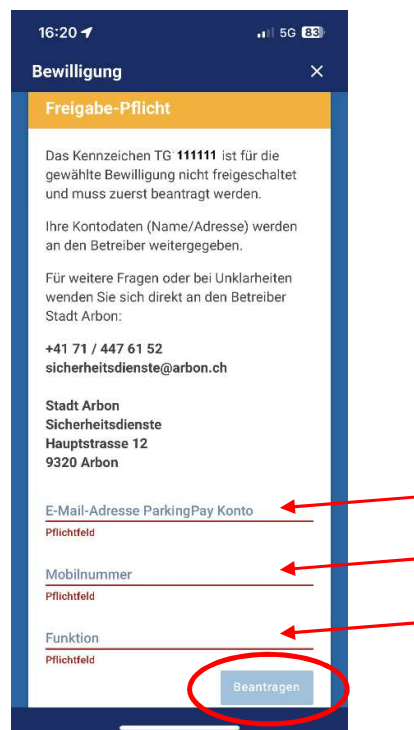 16:20
5G 83
Bewilligung
Freigabe-Pflicht
Das Kennzeichen TG 111111 ist für die
gewählte Bewilligung nicht freigeschaltet
und muss zuerst beantragt werden.
Ihre Kontodaten (Name/Adresse) werden
an den Betreiber weitergegeben.
Für weitere Fragen oder bei Unklarheiten
wenden Sie sich direkt an den Betreiber
Stadt Arbon:
+41 71 / 447 61 52
sicherheitsdienste@arbon.ch
Stadt Arbon
Sicherheitsdienste
Hauptstrasse 12
9320 Arbon
E-Mail-Adresse ParkingPay Konto
Pflichtfeld
Mobilnummer
Pflichtfeld
Funktion
Pflichtfeld
Beantragen